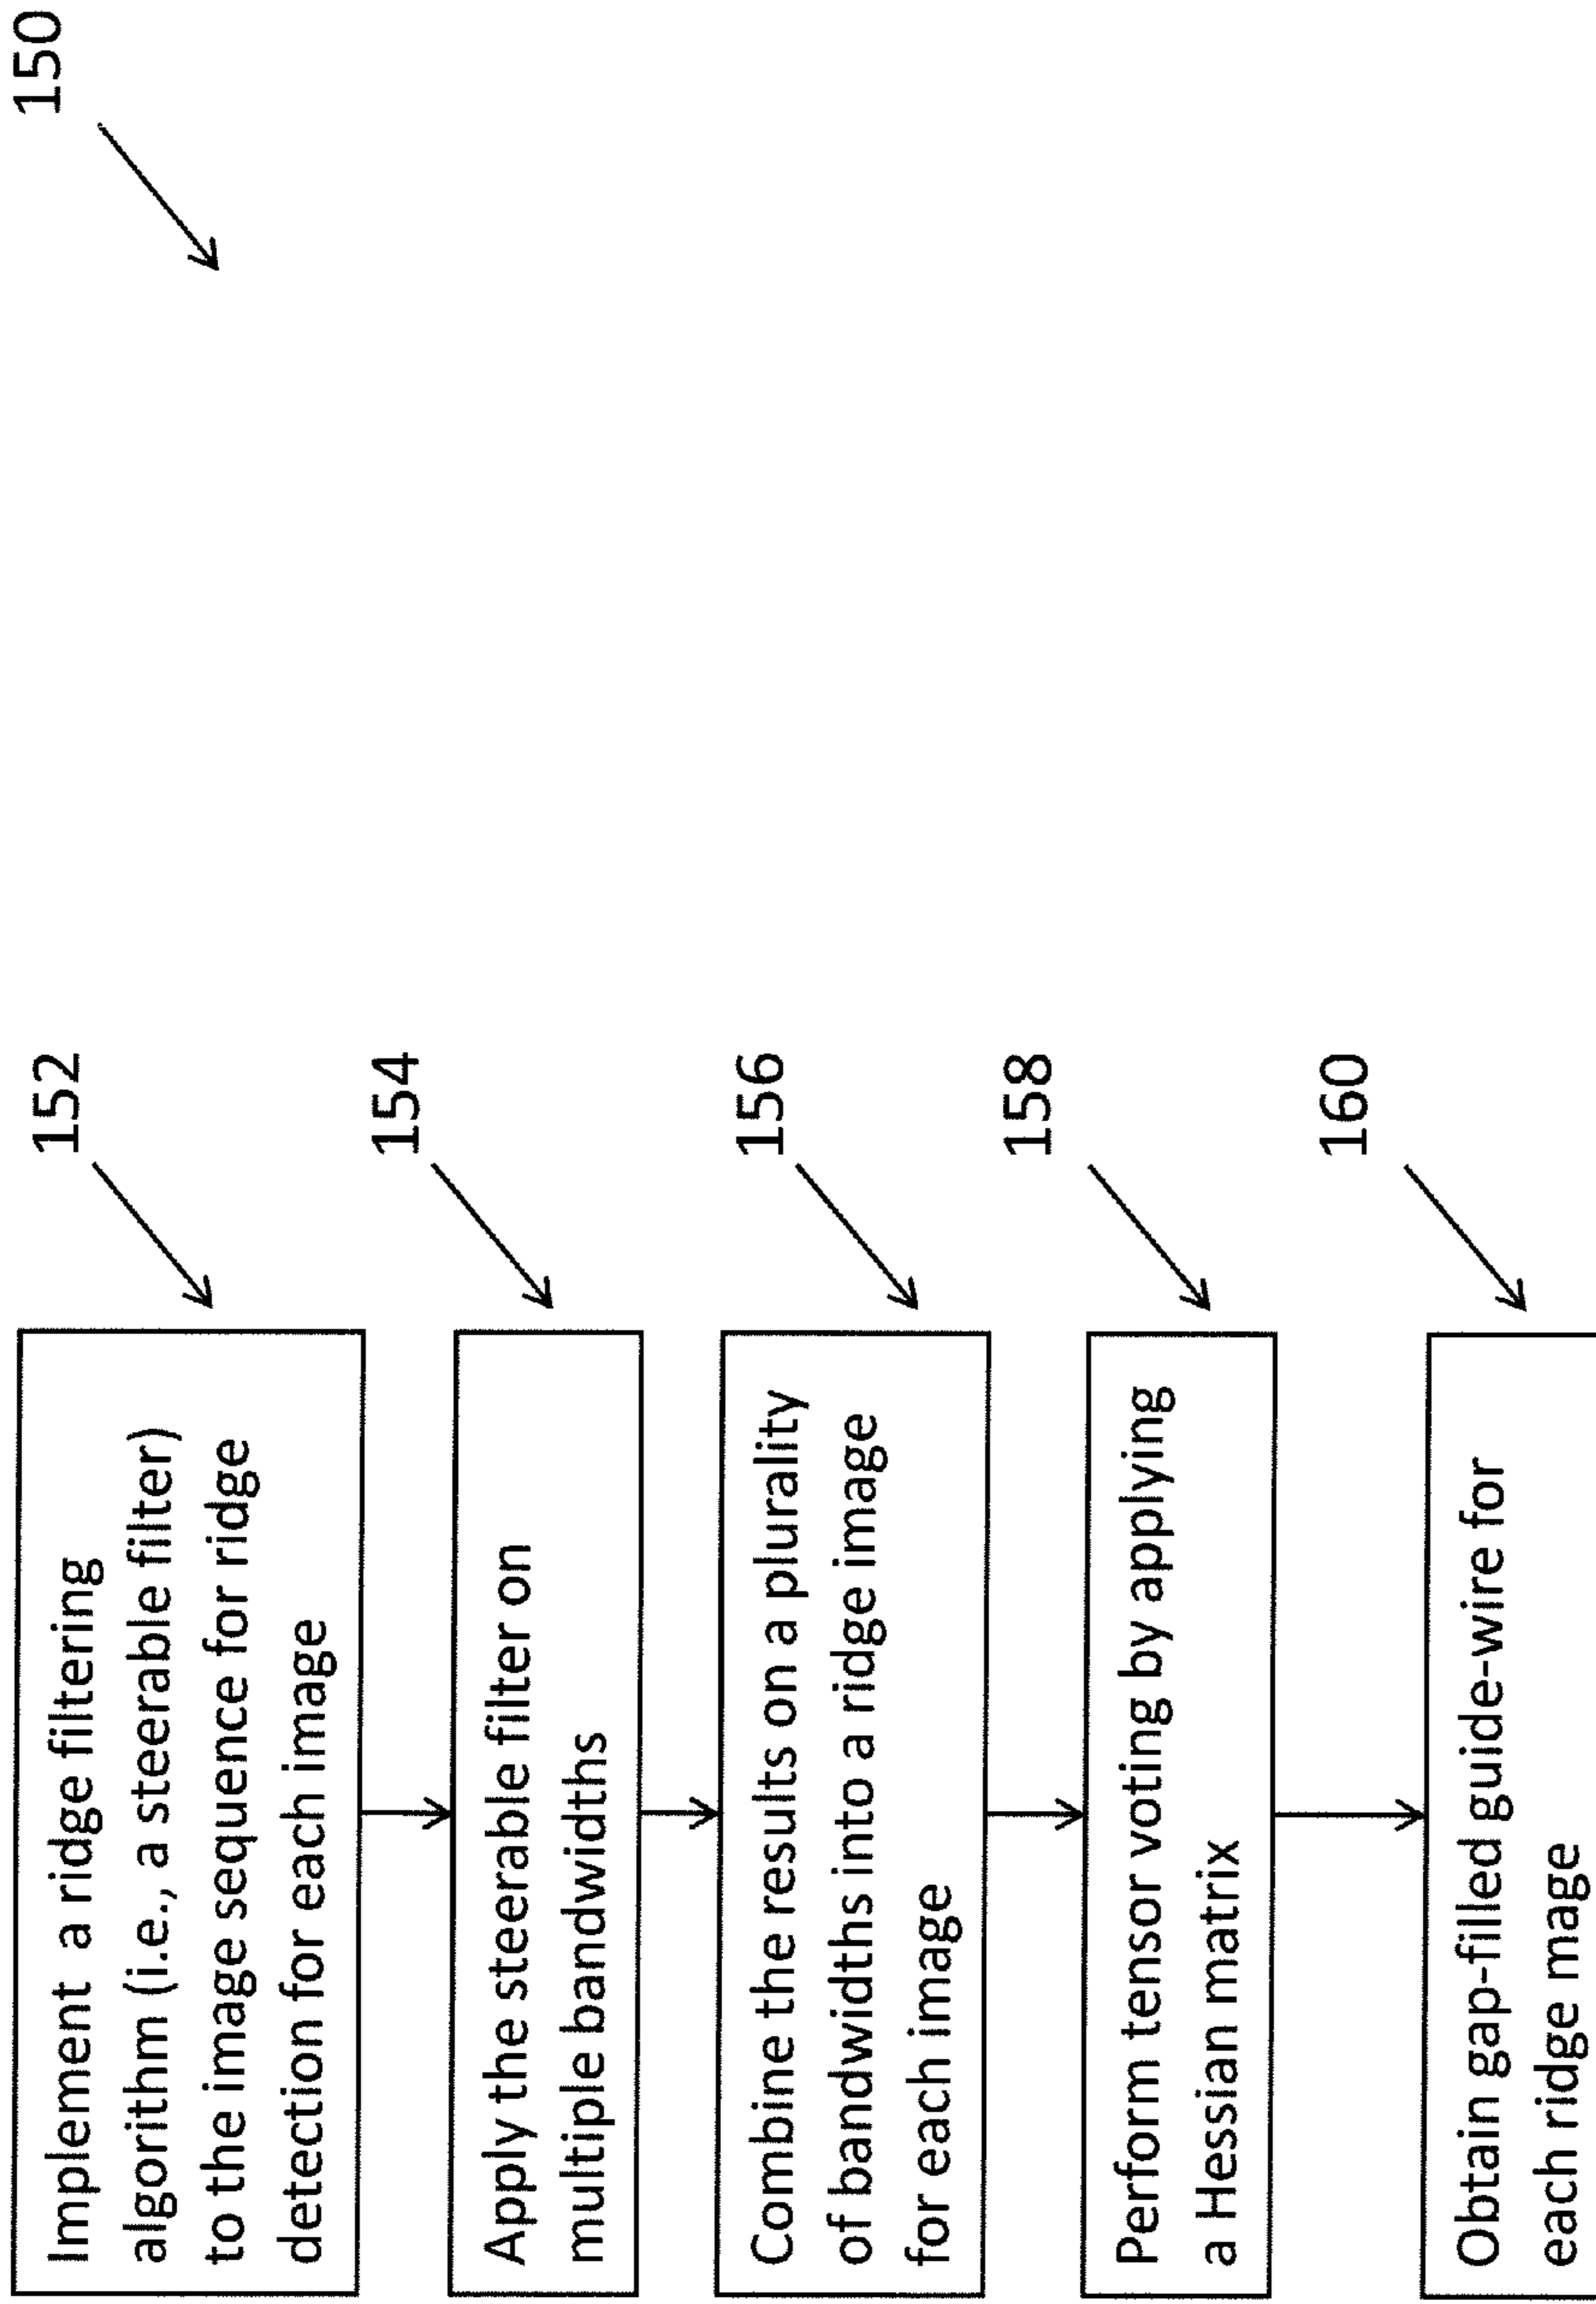 150
152
Implement a ridge filtering
algorithm (i.e., a steerable filter)
to the image sequence for ridge
detection for each image
154
Apply the steerable filter on
multiple bandwidths
156
Combine the results on a plurality
of bandwidths into a ridge image
for each image
158
Perform tensor voting by applying
a Hessian matrix
160
Obtain gap-filled guide-wire for
each ridge mage